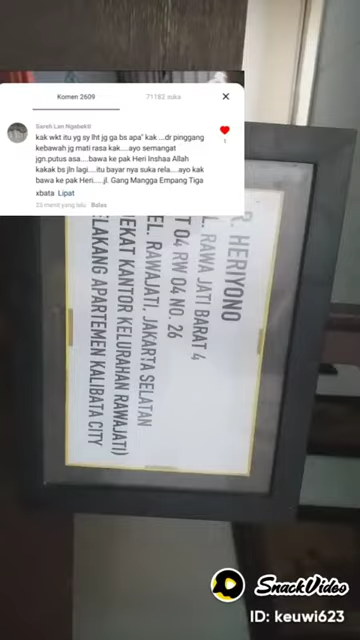 Komen 2609
71182 suka
Sareh Lan Ngabekti
kak wkt itu yg sy lht jg ga bs apa" kak ...dr pinggang
kebawah jg mati rasa kak....ayo semangat
jgn.putus asa....bawa ke pak Heri Inshaa Allah
kakak bs jln lagi....itu bayar nya suka rela....ayo kak
bawa ke pak Heri.....jl. Gang Mangga Empang Tiga
xbata Lipat
23 menit yang lalu Balas
R. HERIYONO
L. RAWA JATI BARAT 4
T 04 RW 04 NO. 26
EL. RAWAJATI. JAKARTA SELATAN
EKAT KANTOR KELURAHAN RAWAJATI)
ELAKANG APARTEMEN KALIBATA CITY
SnackVideo
ID: keuwi623